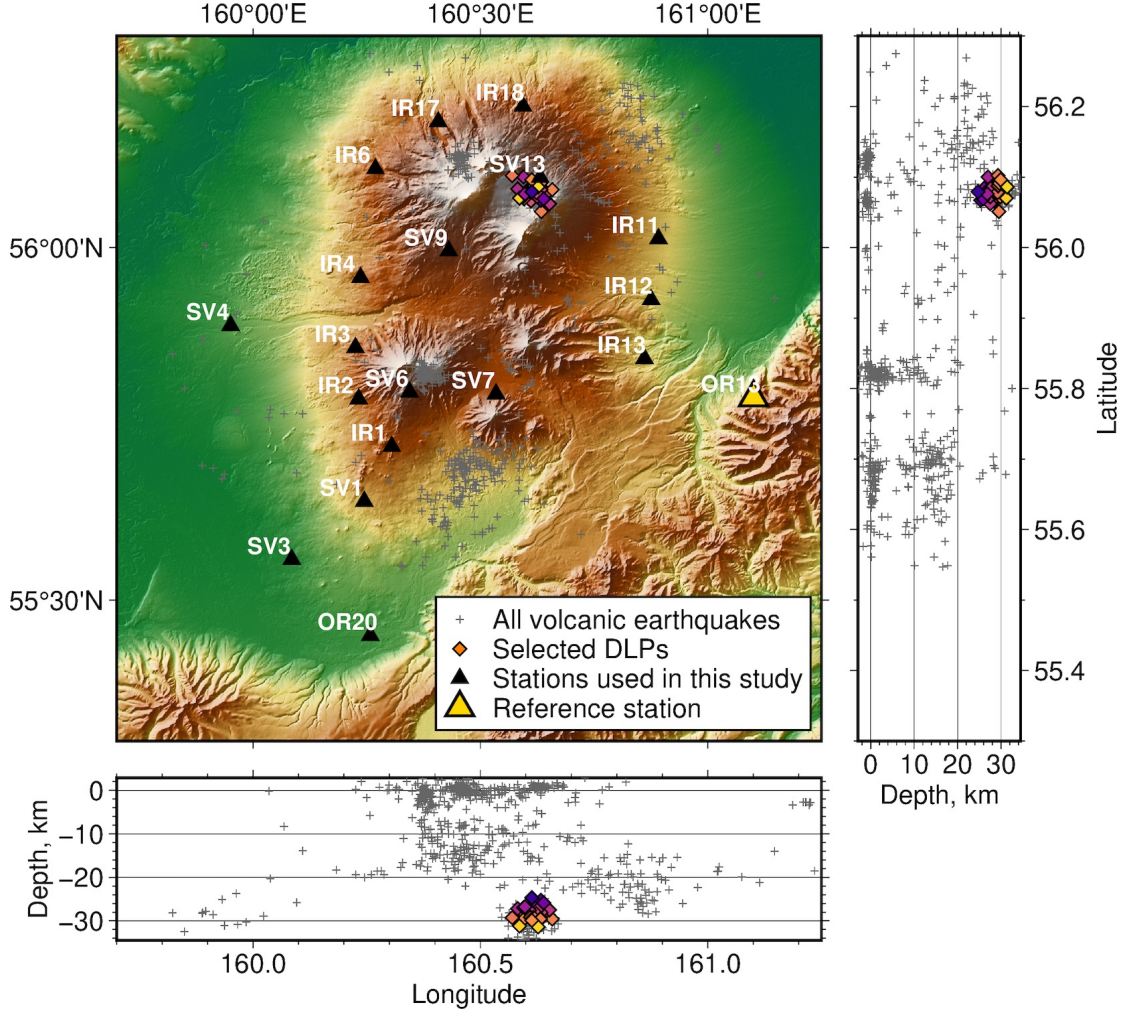 160°00'E 160°30'E 161°00'E
IR18
IR17
56.2
IR6
SV13
IR11
56°00'N
SV9
56.0
IR4
IR12
SV4
IR3
IR13
Latitude
IR2 SV6 SV7
OR13
55.8
IR1
SV1
55.6
SV3
55°30'N
OR20
All volcanic earthquakes
Selected DLPs
Stations used in this study
Reference station
55.4
0 10 20 30
Depth, km
0
−10
−20
−30
Depth, km
160.0 160.5 161.0
Longitude